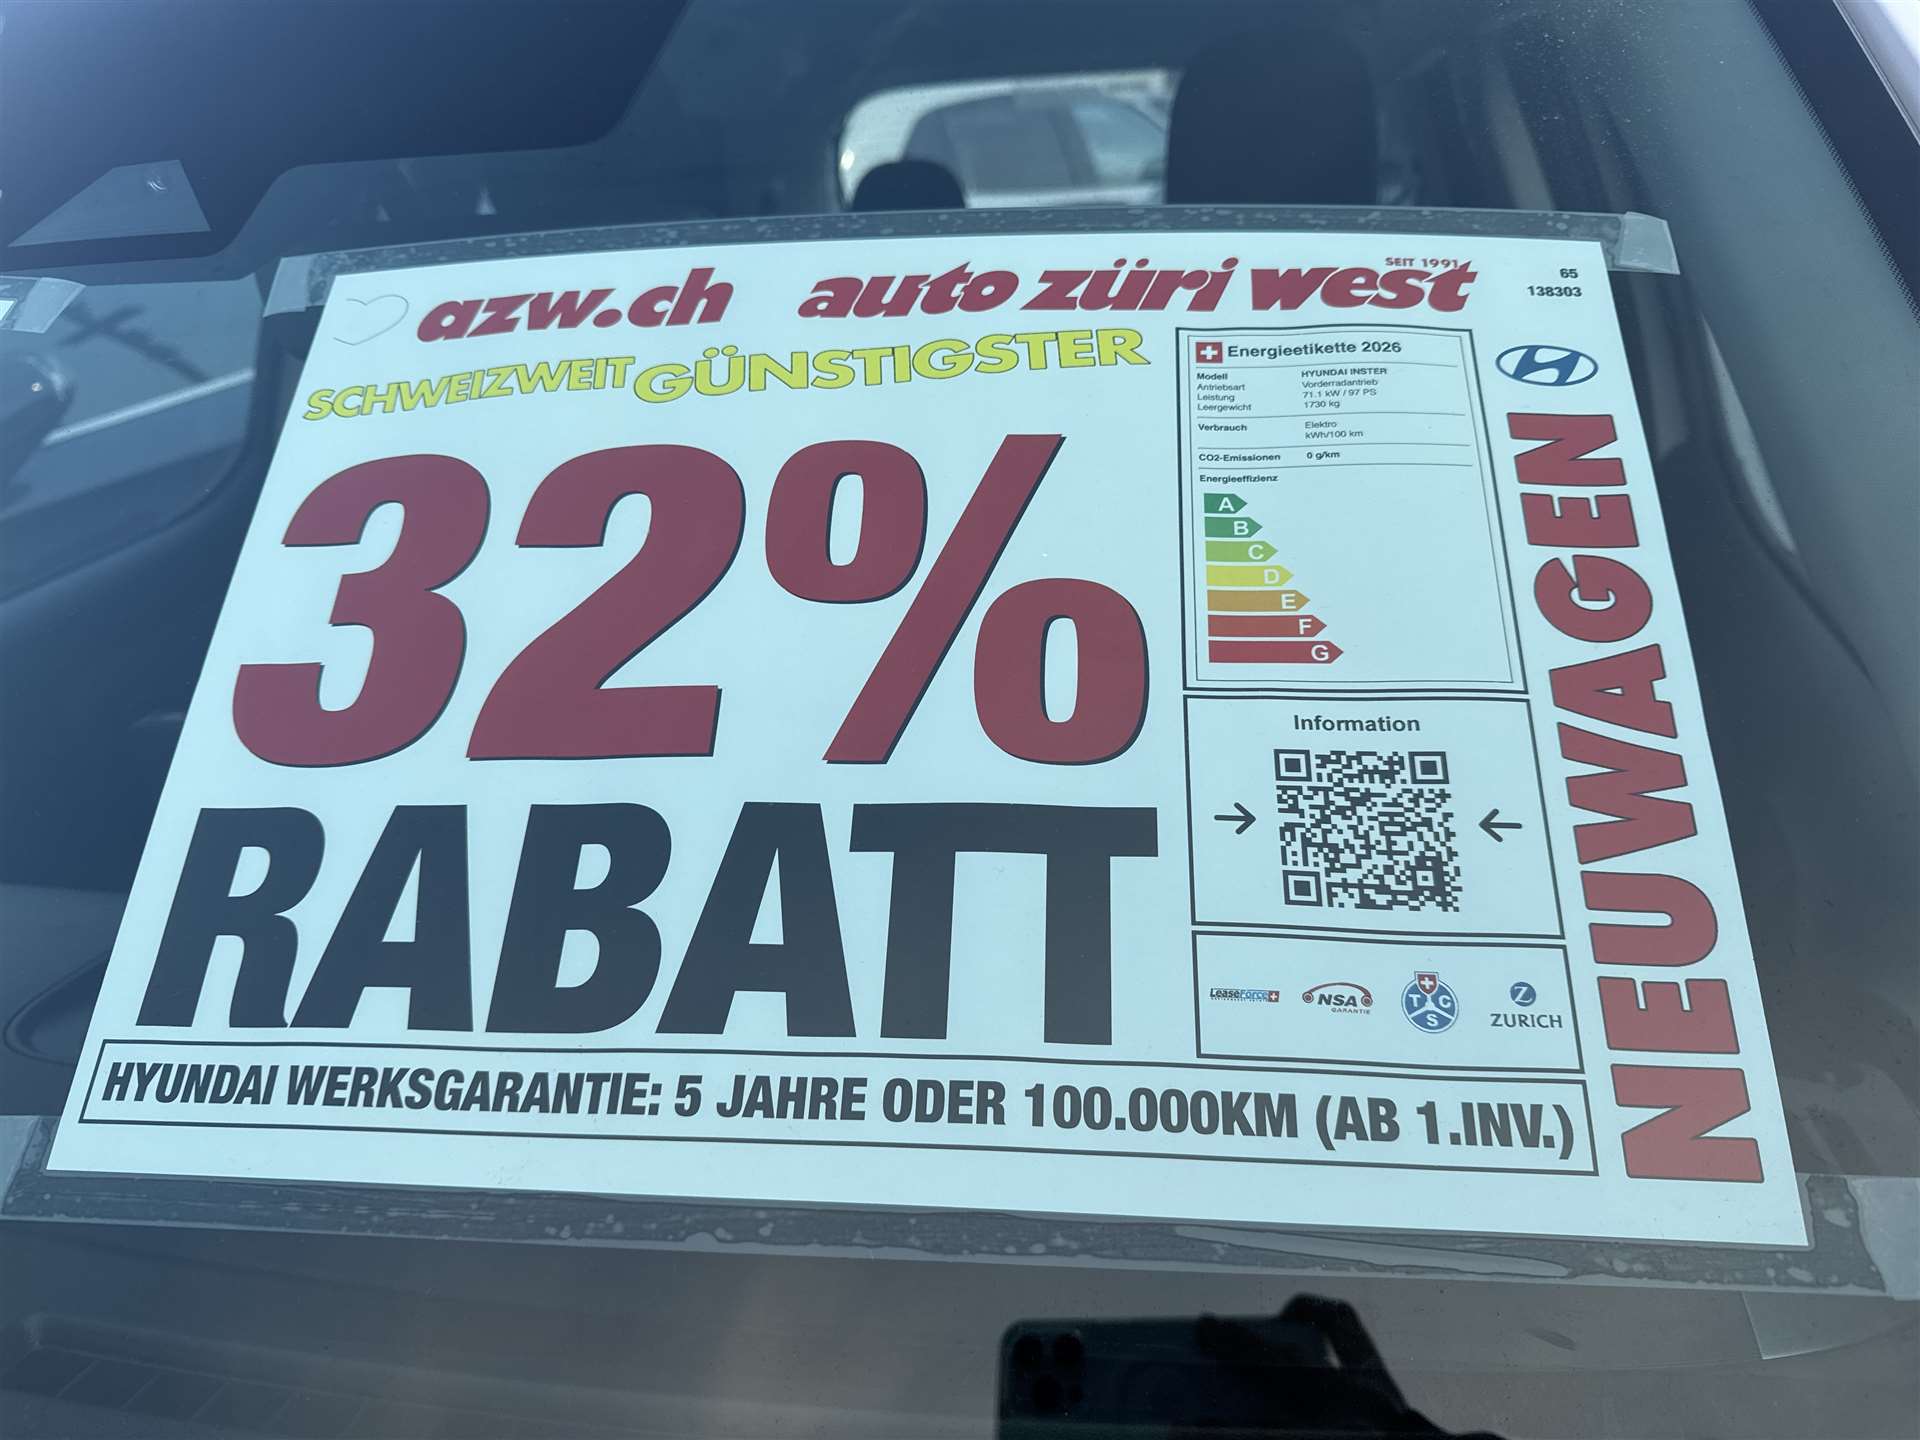 azw.ch auto züri west
SEIT 1991
65
138303
SCHWEIZWEIT GÜNSTIGSTER
32%
RABATT
Energieetikette 2026
Modell HYUNDAI INSTER
Antriebsart Vorderradantrieb
Leistung 71.1 kW / 97 PS
Leergewicht 1730 kg
Verbrauch Elektro
kWh/100 km
CO2-Emissionen 0 g/km
Energieeffizienz
A
B
C
D
E
F
G
Information
LeaseForce
NSA
GARANTIE
TCS
Z
ZURICH
NEUWAGEN
HYUNDAI WERKSGARANTIE: 5 JAHRE ODER 100.000KM (AB 1.INV.)